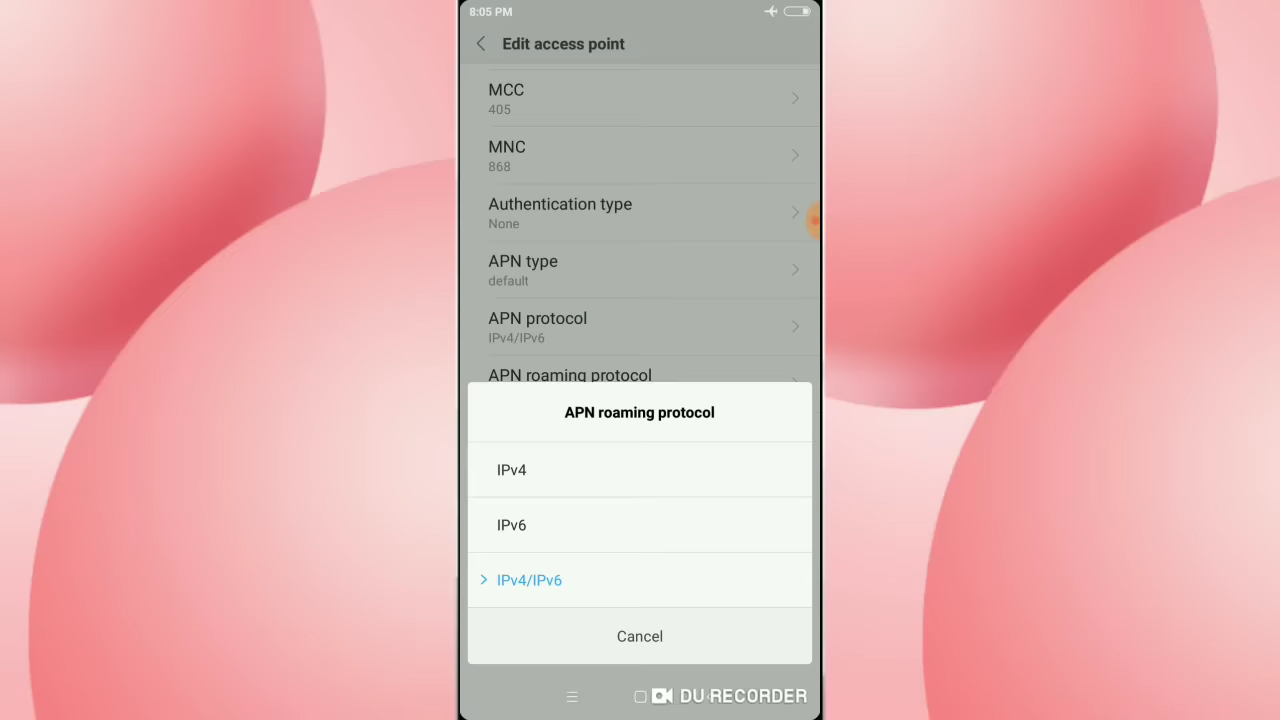 8:05 PM
Edit access point
MCC
405
MNC
868
Authentication type
None
APN type
default
APN protocol
IPv4/IPv6
APN roaming protocol
APN roaming protocol
IPv4
IPv6
IPv4/IPv6
Cancel
DU RECORDER